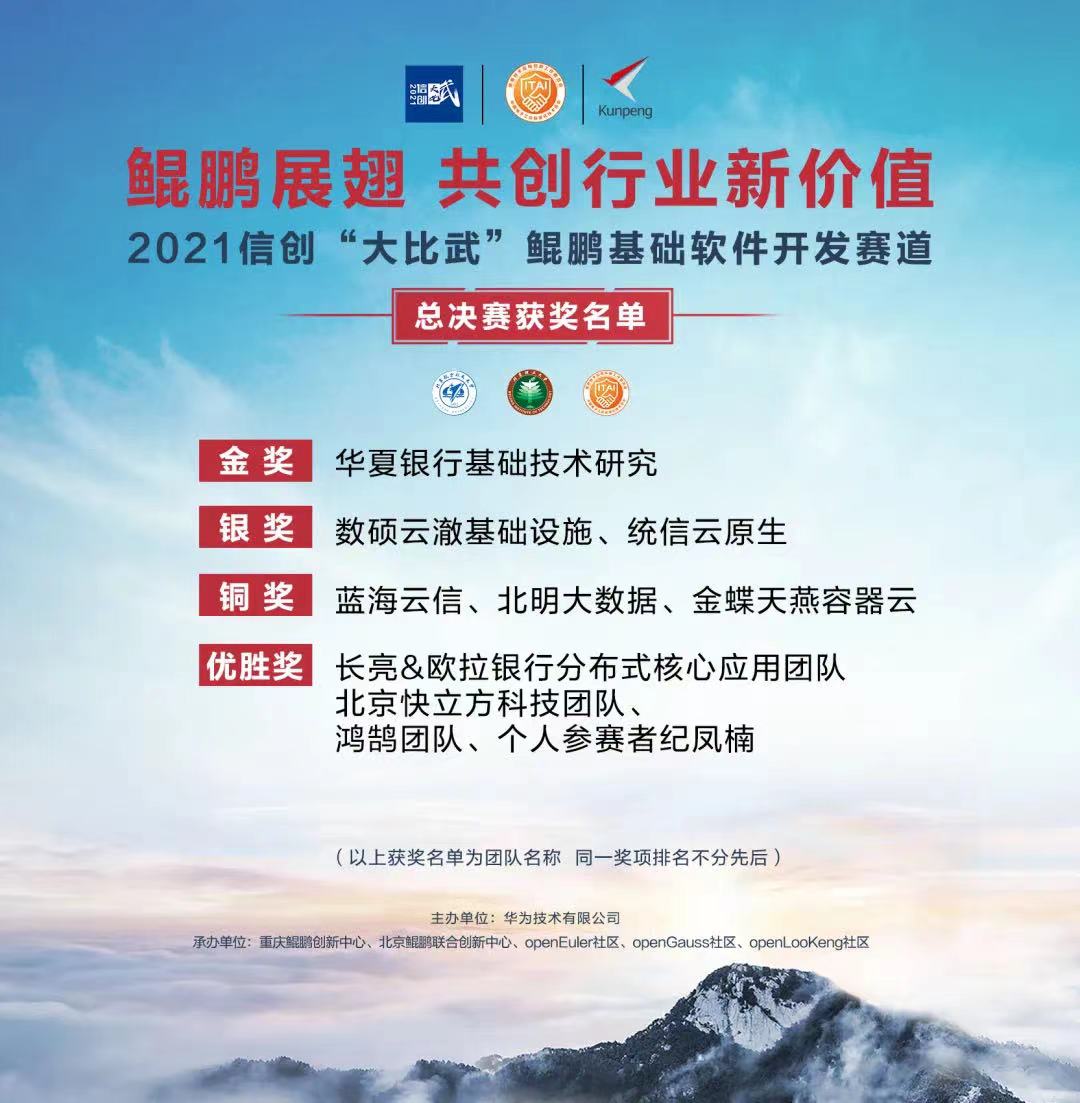 2021
信创
大比武
ITAI
Kunpeng
鲲鹏展翅 共创行业新价值
2021信创“大比武”鲲鹏基础软件开发赛道
总决赛获奖名单
ITAI
金奖 华夏银行基础技术研究
银奖 数硕云澈基础设施、统信云原生
铜奖 蓝海云信、北明大数据、金蝶天燕容器云
优胜奖 长亮&欧拉银行分布式核心应用团队
北京快立方科技团队、
鸿鹄团队、个人参赛者纪凤楠
（以上获奖名单为团队名称 同一奖项排名不分先后）
主办单位：华为技术有限公司
承办单位：重庆鲲鹏创新中心、北京鲲鹏联合创新中心、openEuler社区、openGauss社区、openLooKeng社区